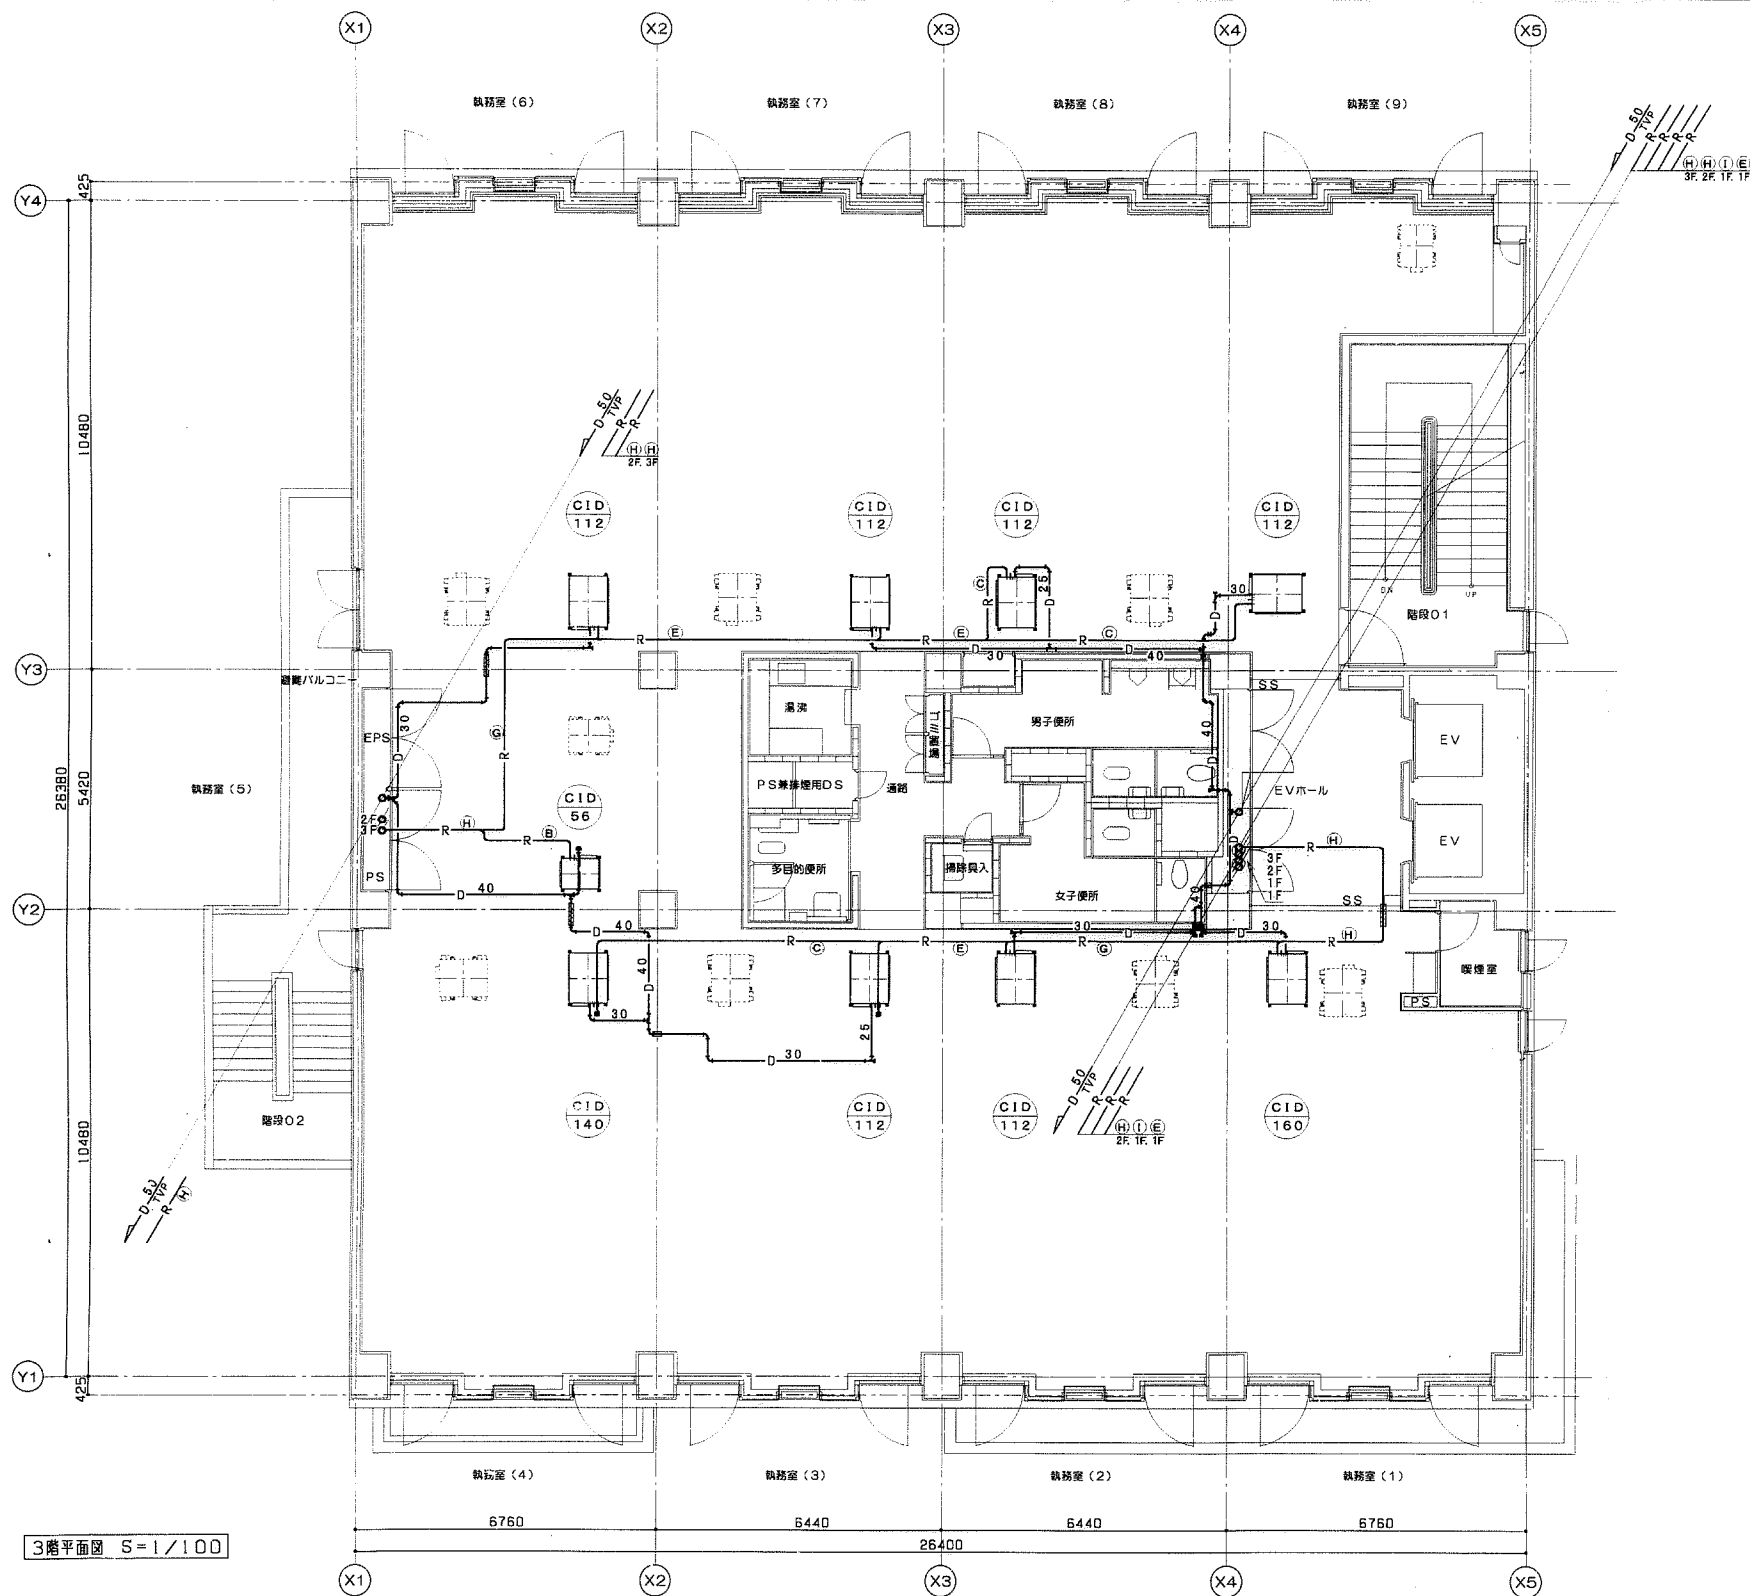 X1
X2
X3
X4
X5
執務室（6）
執務室（7）
執務室（8）
執務室（9）
D 50 TVP
R
R
R
R
H H I E
3F. 2F. 1F. 1F
Y4
425
10480
D 50 TVP
R
R
H H
2F. 3F
CID
112
CID
112
CID
112
CID
112
DN
UP
階段01
C
R
25
D
30
D
R
E
R
E
R
C
D
30
D
40
Y3
避難バルコニー
30
D
EPS
G
R
湯沸
男子便所
SS
40
D
EV
26380
5420
執務室（5）
PS兼排煙用DS
通路
EVホール
CID
56
2F
3F
R
H
R
B
D
R
H
EV
PS
多目的便所
掃除具入
女子便所
3F
2F
1F
1F
D
40
40
SS
Y2
D
40
R
C
R
E
30
D
R
G
D
30
R
H
40
D
喫煙室
PS
30
D
30
25
D 50 TVP
R
R
R
H I E
2F. 1F. 1F
CID
140
CID
112
CID
112
CID
160
階段02
10480
D 50 TVP
R
H
Y1
425
執務室（4）
執務室（3）
執務室（2）
執務室（1）
6760
6440
6440
6760
26400
3階平面図 S=1/100
X1
X2
X3
X4
X5